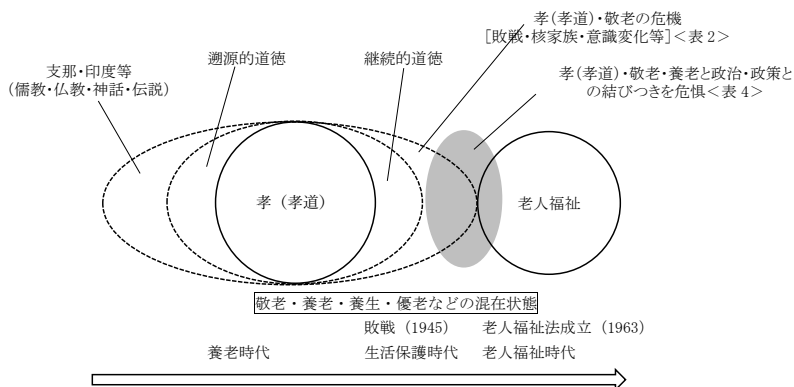 孝(孝道)・敬老の危機
[敗戦・核家族・意識変化等]<表2>
支那・印度等
(儒教・仏教・神話・伝説)
遡源的道徳
継続的道徳
孝(孝道)・敬老・養老と政治・政策と
の結びつきを危惧<表4>
孝（孝道）
老人福祉
敬老・養老・養生・優老などの混在状態
敗戦（1945）
老人福祉法成立（1963）
養老時代
生活保護時代
老人福祉時代